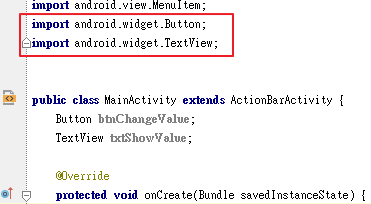 import android.view.MenuItem;
import android.widget.Button;
import android.widget.TextView;
public class MainActivity extends ActionBarActivity {
Button btnChangeValue;
TextView txtShowValue;
@Override
protected void onCreate(Bundle savedInstanceState) {